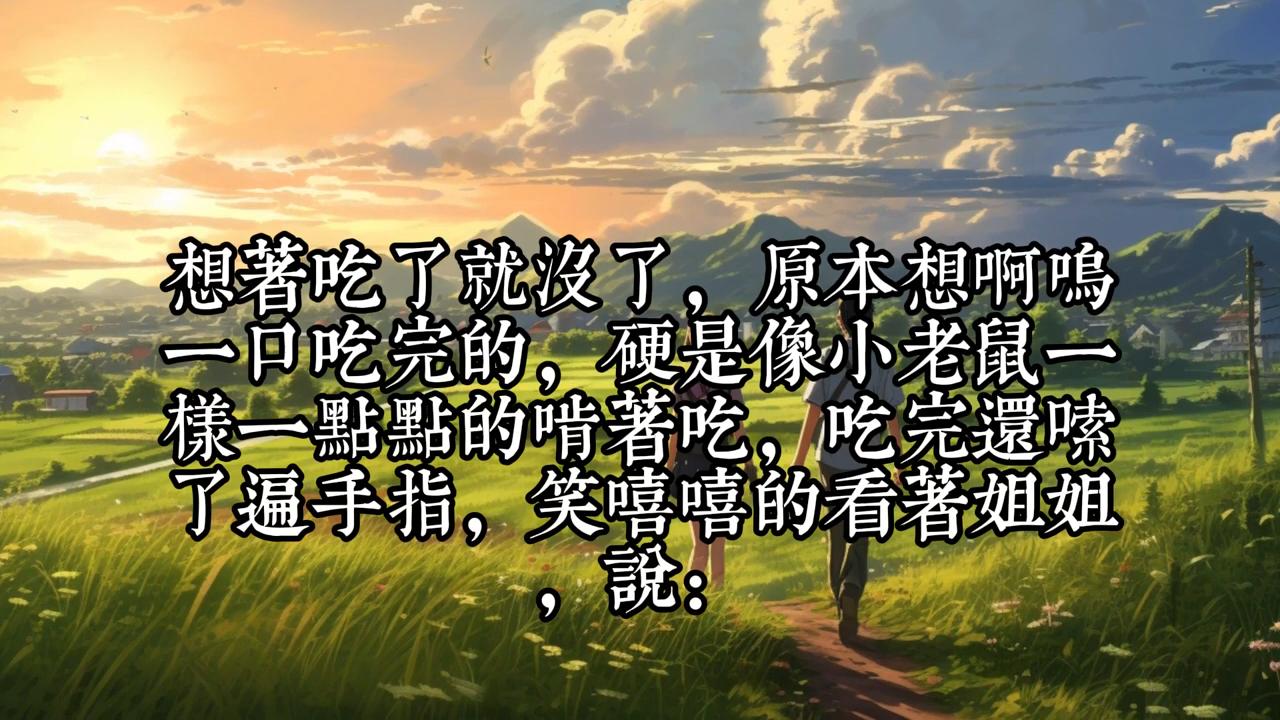 想著吃了就沒了，原本想啊嗚
一口吃完的，硬是像小老鼠一
樣一點點的啃著吃，吃完還嗦
了遍手指，笑嘻嘻的看著姐姐
，說：